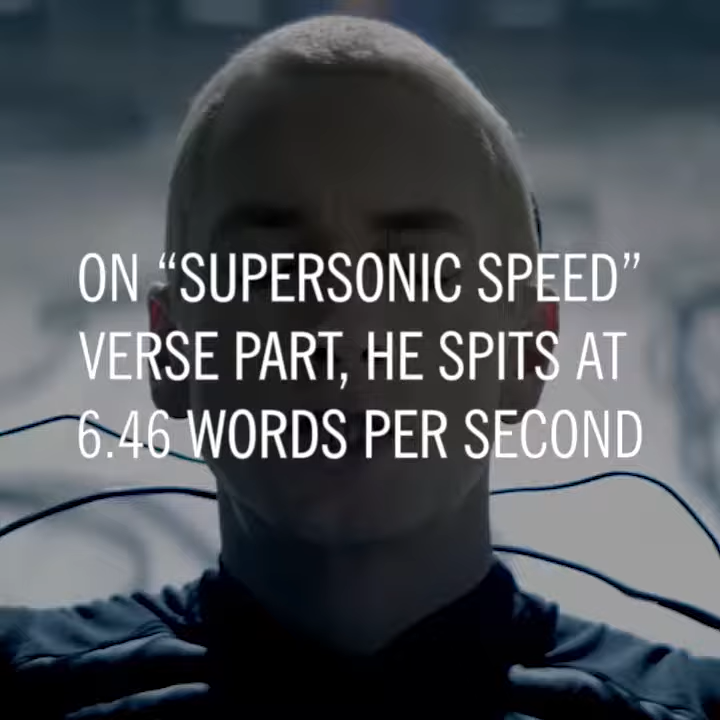 ON “SUPERSONIC SPEED”
VERSE PART, HE SPITS AT
6.46 WORDS PER SECOND